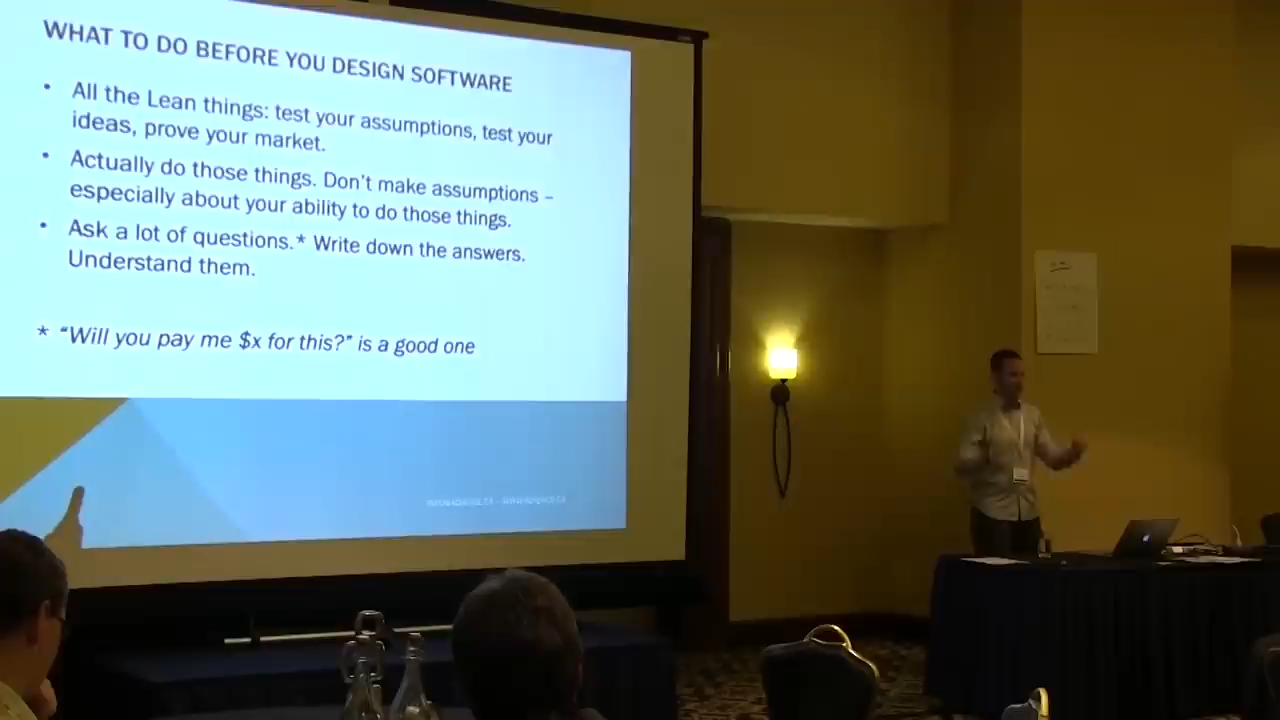 WHAT TO DO BEFORE YOU DESIGN SOFTWARE
• All the Lean things: test your assumptions, test your
ideas, prove your market.
• Actually do those things. Don't make assumptions –
especially about your ability to do those things.
• Ask a lot of questions.* Write down the answers.
Understand them.
* “Will you pay me $x for this?” is a good one